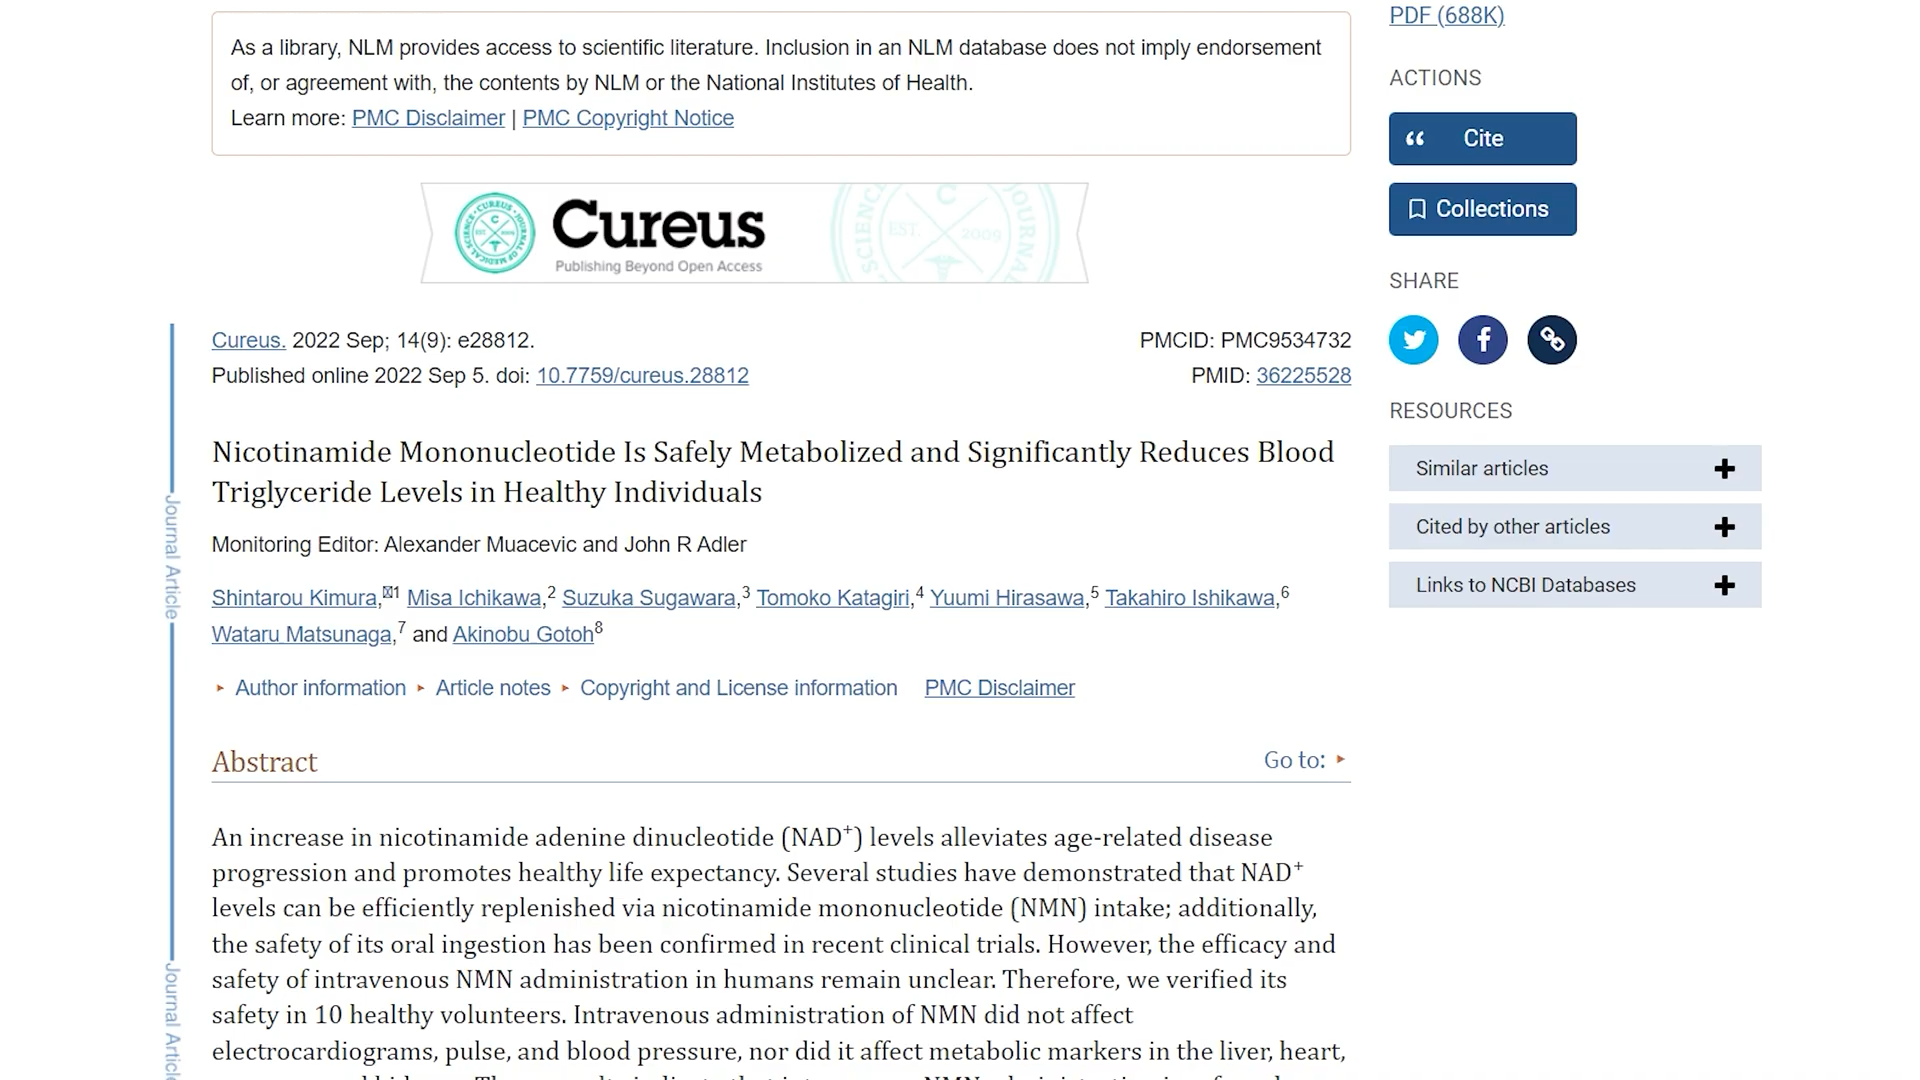 As a library, NLM provides access to scientific literature. Inclusion in an NLM database does not imply endorsement
of, or agreement with, the contents by NLM or the National Institutes of Health.
Learn more: PMC Disclaimer | PMC Copyright Notice
Cureus
Publishing Beyond Open Access
SCIENCE
JOURNAL
EST.
2009
Cureus. 2022 Sep; 14(9): e28812.
PMCID: PMC9534732
Published online 2022 Sep 5. doi: 10.7759/cureus.28812
PMID: 36225528
Nicotinamide Mononucleotide Is Safely Metabolized and Significantly Reduces Blood
Triglyceride Levels in Healthy Individuals
Monitoring Editor: Alexander Muacevic and John R Adler
Shintarou Kimura,✉1 Misa Ichikawa,2 Suzuka Sugawara,3 Tomoko Katagiri,4 Yuumi Hirasawa,5 Takahiro Ishikawa,6
Wataru Matsunaga,7 and Akinobu Gotoh8
Author information Article notes Copyright and License information PMC Disclaimer
Abstract
Go to:
An increase in nicotinamide adenine dinucleotide (NAD+) levels alleviates age-related disease
progression and promotes healthy life expectancy. Several studies have demonstrated that NAD+
levels can be efficiently replenished via nicotinamide mononucleotide (NMN) intake; additionally,
the safety of its oral ingestion has been confirmed in recent clinical trials. However, the efficacy and
safety of intravenous NMN administration in humans remain unclear. Therefore, we verified its
safety in 10 healthy volunteers. Intravenous administration of NMN did not affect
electrocardiograms, pulse, and blood pressure, nor did it affect metabolic markers in the liver, heart,
Journal Article
Journal Article
PDF (688K)
ACTIONS
Cite
Collections
SHARE
RESOURCES
Similar articles
Cited by other articles
Links to NCBI Databases